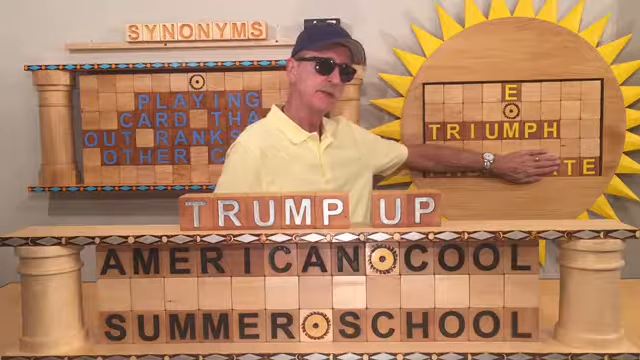 SYNONYMS
PLAYING
CARD THA
OUTRANKS
OTHER C
E
TRIUMPH
TE
TRUMP UP
AMERICAN COOL
SUMMER SCHOOL